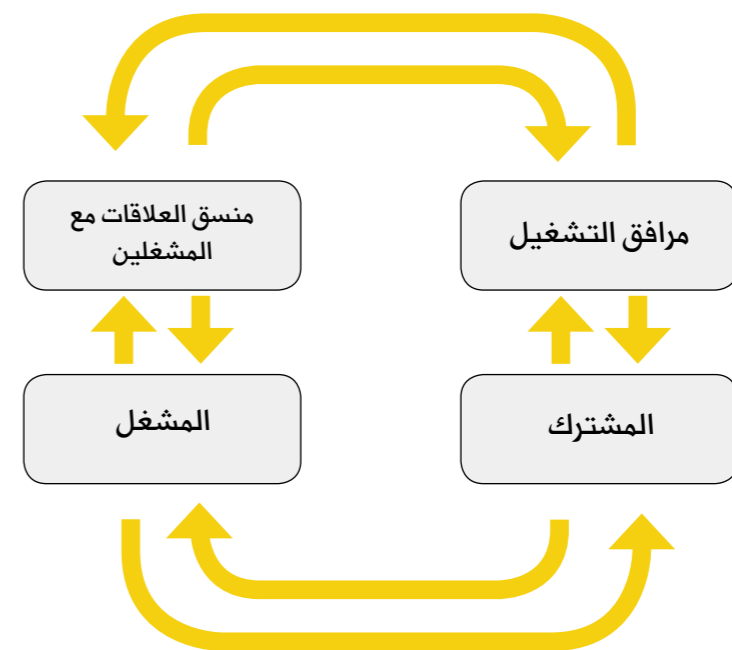 مرافق التشغيل
منسق العلاقات مع
المشغلين
المشترك
المشغل